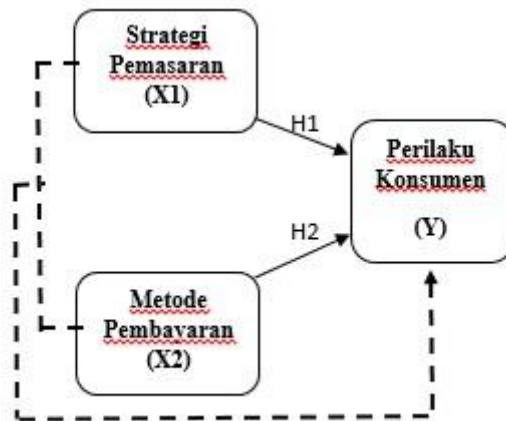 Strategi
Pemasaran
(X1)
H1
Perilaku
Konsumen
(Y)
H2
Metode
Pembayaran
(X2)